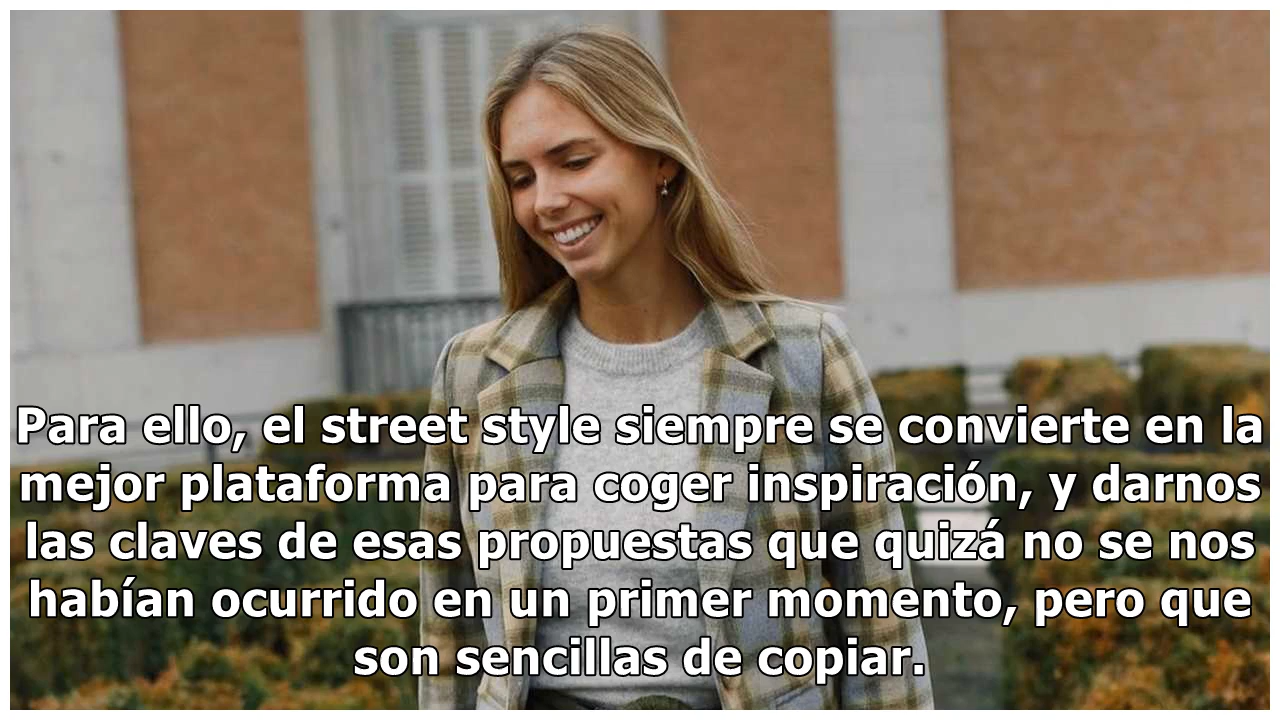 Para ello, el street style siempre se convierte en la
mejor plataforma para coger inspiración, y darnos
las claves de esas propuestas que quizá no se nos
habían ocurrido en un primer momento, pero que
son sencillas de copiar.